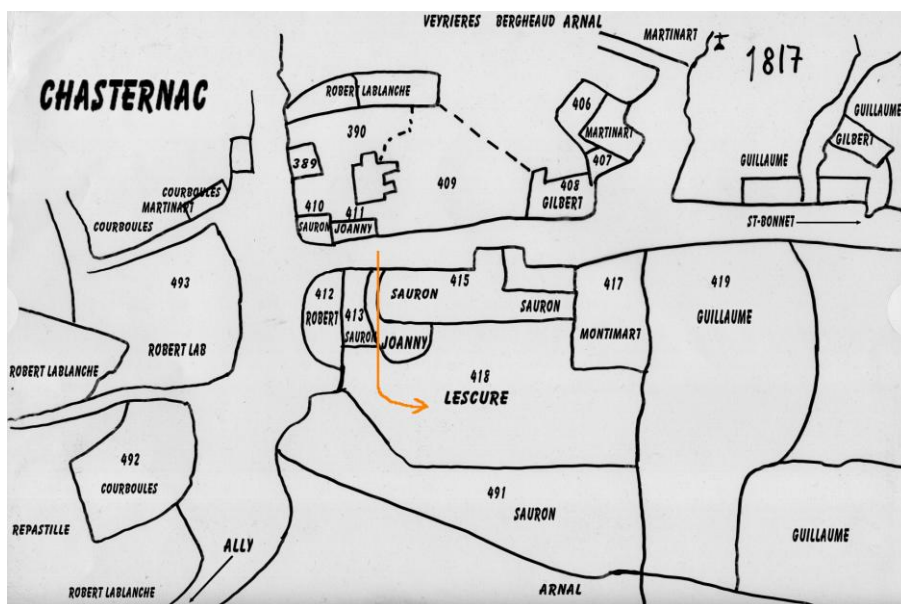 VEYRIERES BERGHEAUD ARNAL
MARTINART
1817
CHASTERNAC
ROBERT LABLANCHE
406
GUILLAUME
390
MARTINART
GILBERT
389
407
GUILLAUME
COURBOULES
409
408
MARTINART
410
411
GILBERT
COURBOULES
SAURON
JOANNY
ST-BONNET
493
412
415
417
419
SAURON
ROBERT
413
SAURON
GUILLAUME
SAURON
JOANNY
MONTIMART
ROBERT LAB
ROBERT LABLANCHE
418
LESCURE
492
COURBOULES
491
SAURON
REPASTILLE
GUILLAUME
ALLY
ROBERT LABLANCHE
ARNAL